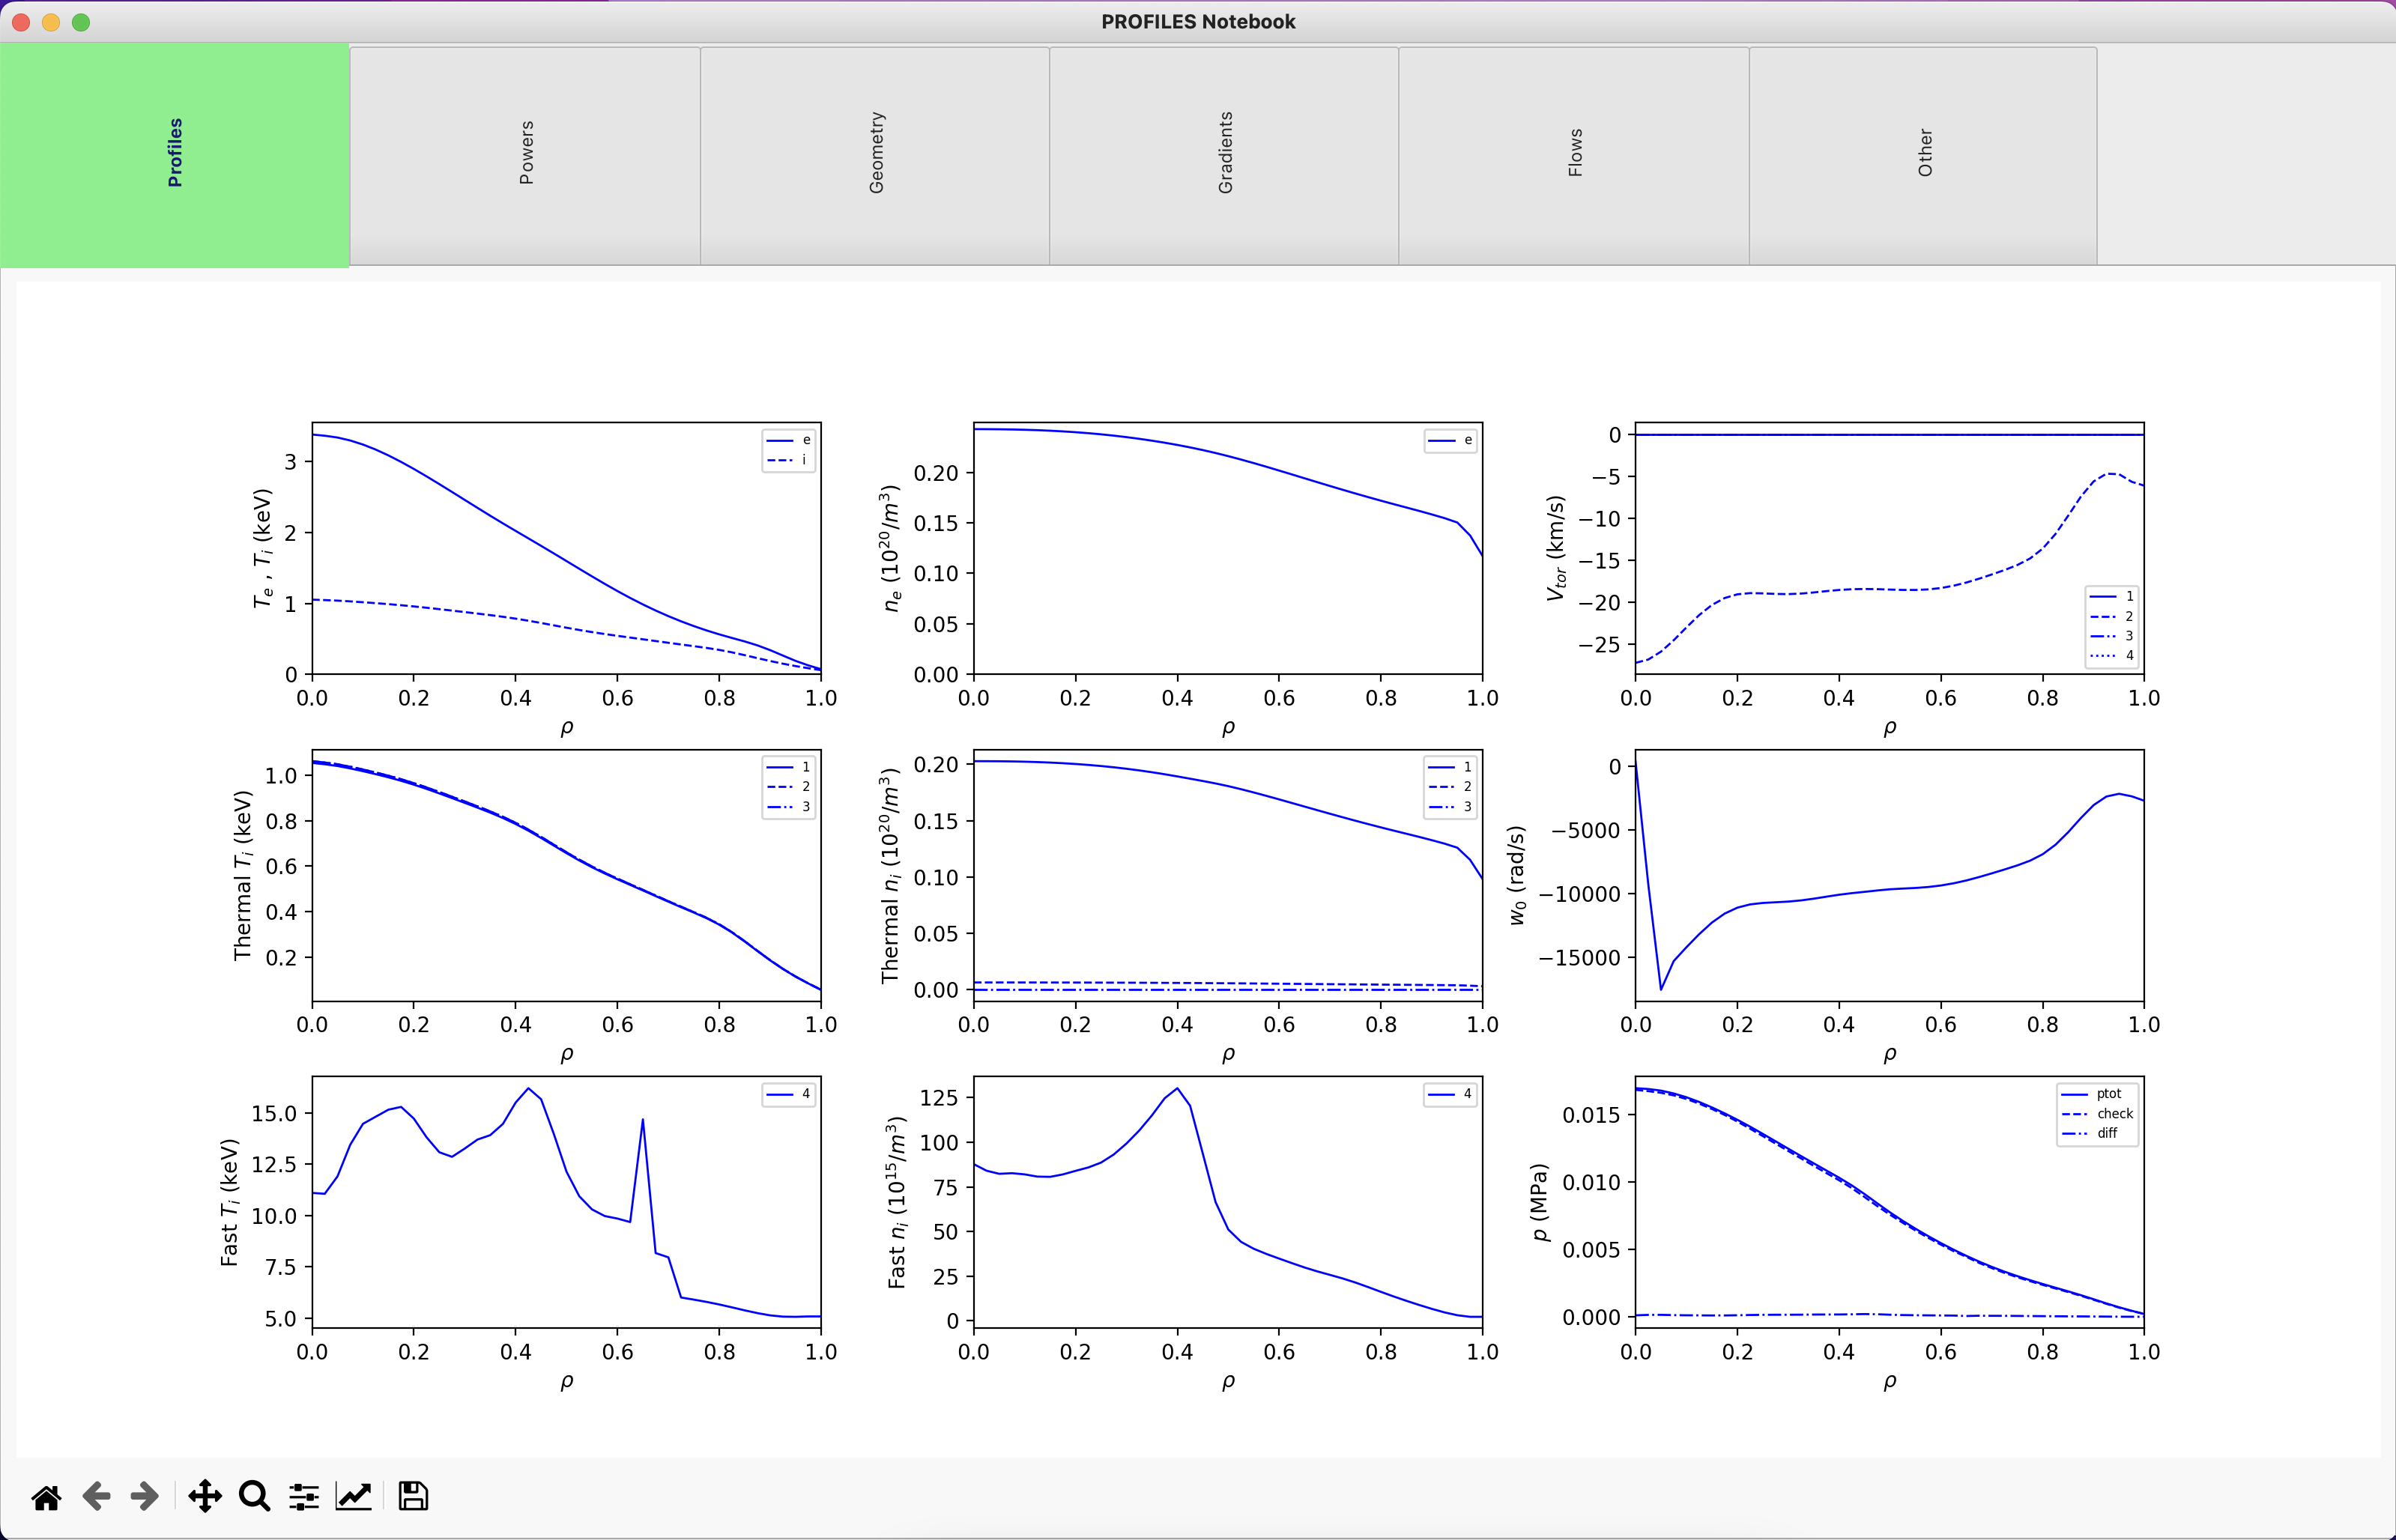 PROFILES Notebook
Profiles
Powers
Geometry
Gradients
Flows
Other
T_e , T_i (keV)
3
2
1
0
e
i
0.0 0.2 0.4 0.6 0.8 1.0
ρ
n_e (10^20/m^3)
0.20
0.15
0.10
0.05
0.00
e
0.0 0.2 0.4 0.6 0.8 1.0
ρ
V_tor (km/s)
0
−5
−10
−15
−20
−25
1
2
3
4
0.0 0.2 0.4 0.6 0.8 1.0
ρ
Thermal T_i (keV)
1.0
0.8
0.6
0.4
0.2
1
2
3
0.0 0.2 0.4 0.6 0.8 1.0
ρ
Thermal n_i (10^20/m^3)
0.20
0.15
0.10
0.05
0.00
1
2
3
0.0 0.2 0.4 0.6 0.8 1.0
ρ
w_0 (rad/s)
0
−5000
−10000
−15000
0.0 0.2 0.4 0.6 0.8 1.0
ρ
Fast T_i (keV)
15.0
12.5
10.0
7.5
5.0
4
0.0 0.2 0.4 0.6 0.8 1.0
ρ
Fast n_i (10^15/m^3)
125
100
75
50
25
0
4
0.0 0.2 0.4 0.6 0.8 1.0
ρ
p (MPa)
0.015
0.010
0.005
0.000
ptot
check
diff
0.0 0.2 0.4 0.6 0.8 1.0
ρ